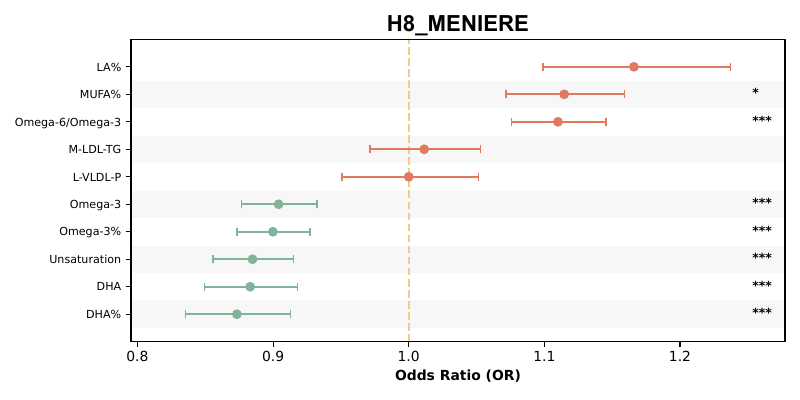 H8_MENIERE
LA%
MUFA% *
Omega-6/Omega-3 ***
M-LDL-TG
L-VLDL-P
Omega-3 ***
Omega-3% ***
Unsaturation ***
DHA ***
DHA% ***
0.8 0.9 1.0 1.1 1.2
Odds Ratio (OR)